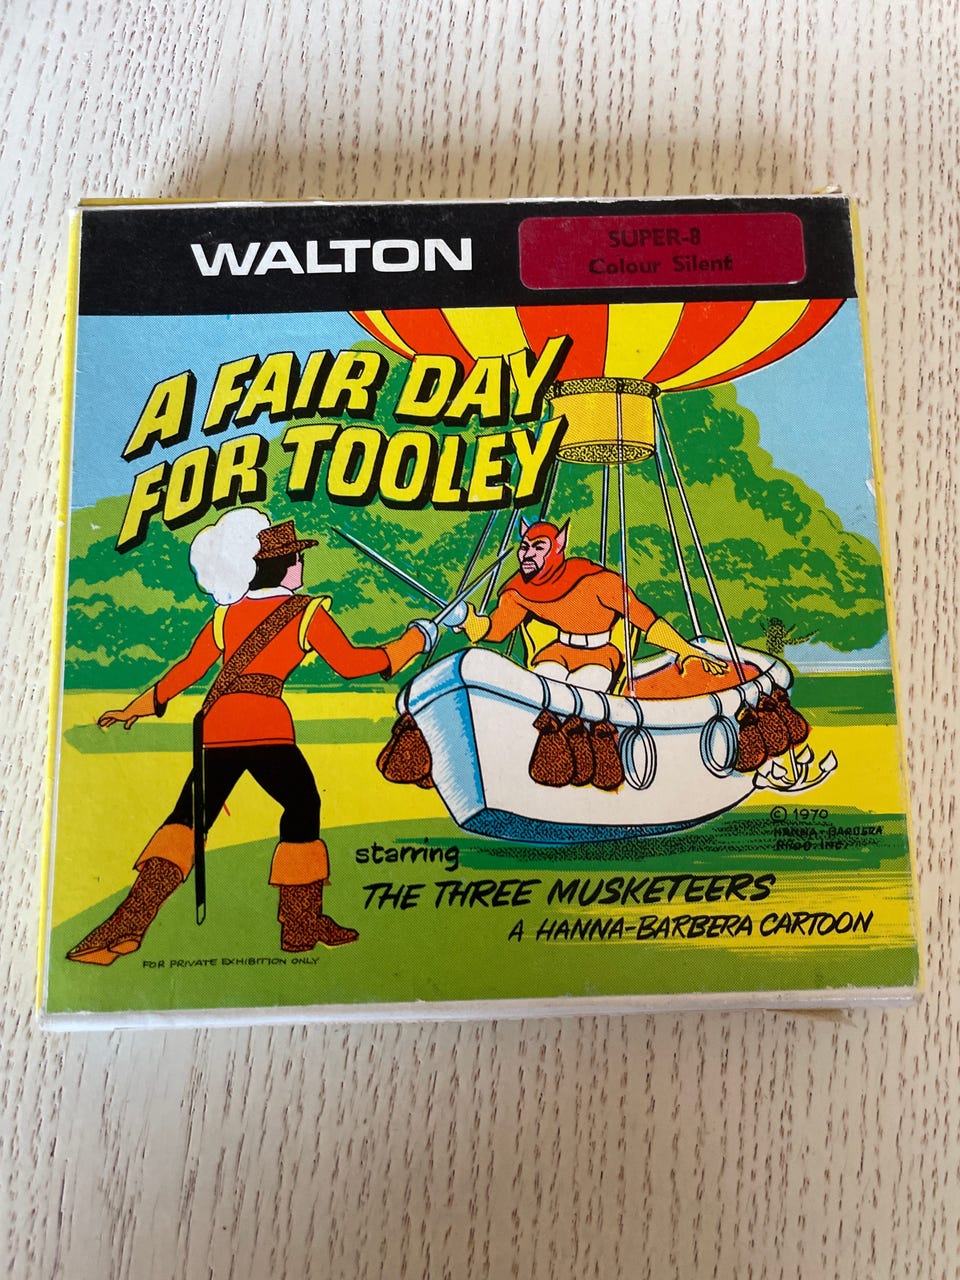 WALTON
SUPER-8
Colour Silent
A FAIR DAY
FOR TOOLEY
© 1970
HANNA-BARBERA
PROD. INC.
starring
THE THREE MUSKETEERS
A HANNA-BARBERA CARTOON
FOR PRIVATE EXHIBITION ONLY